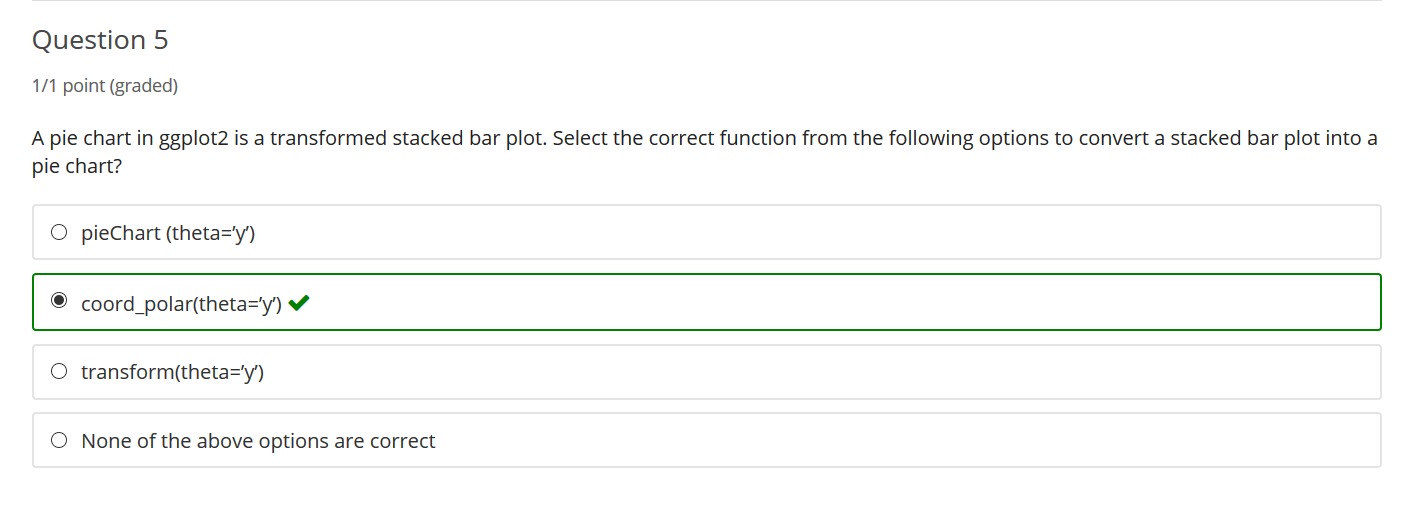 Question 5
1/1 point (graded)
A pie chart in ggplot2 is a transformed stacked bar plot. Select the correct function from the following options to convert a stacked bar plot into a
pie chart?
pieChart (theta=’y’)
coord_polar(theta=’y’)
transform(theta=’y’)
None of the above options are correct